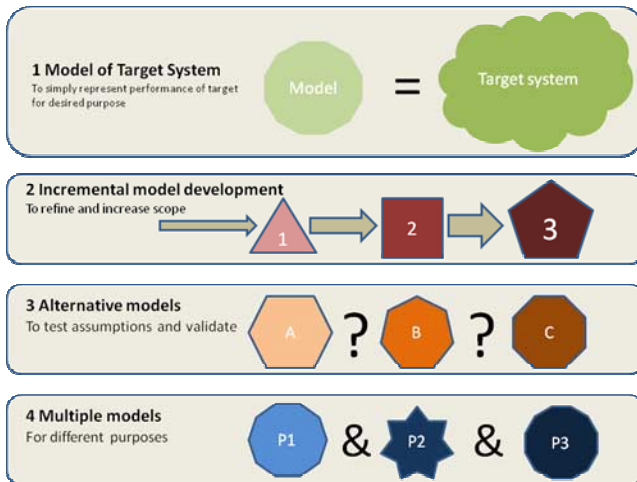 1 Model of Target System
To simply represent performance of target
for desired purpose
Model = Target system
2 Incremental model development
To refine and increase scope
1 2 3
3 Alternative models
To test assumptions and validate
A ? B ? C
4 Multiple models
For different purposes
P1 & P2 & P3